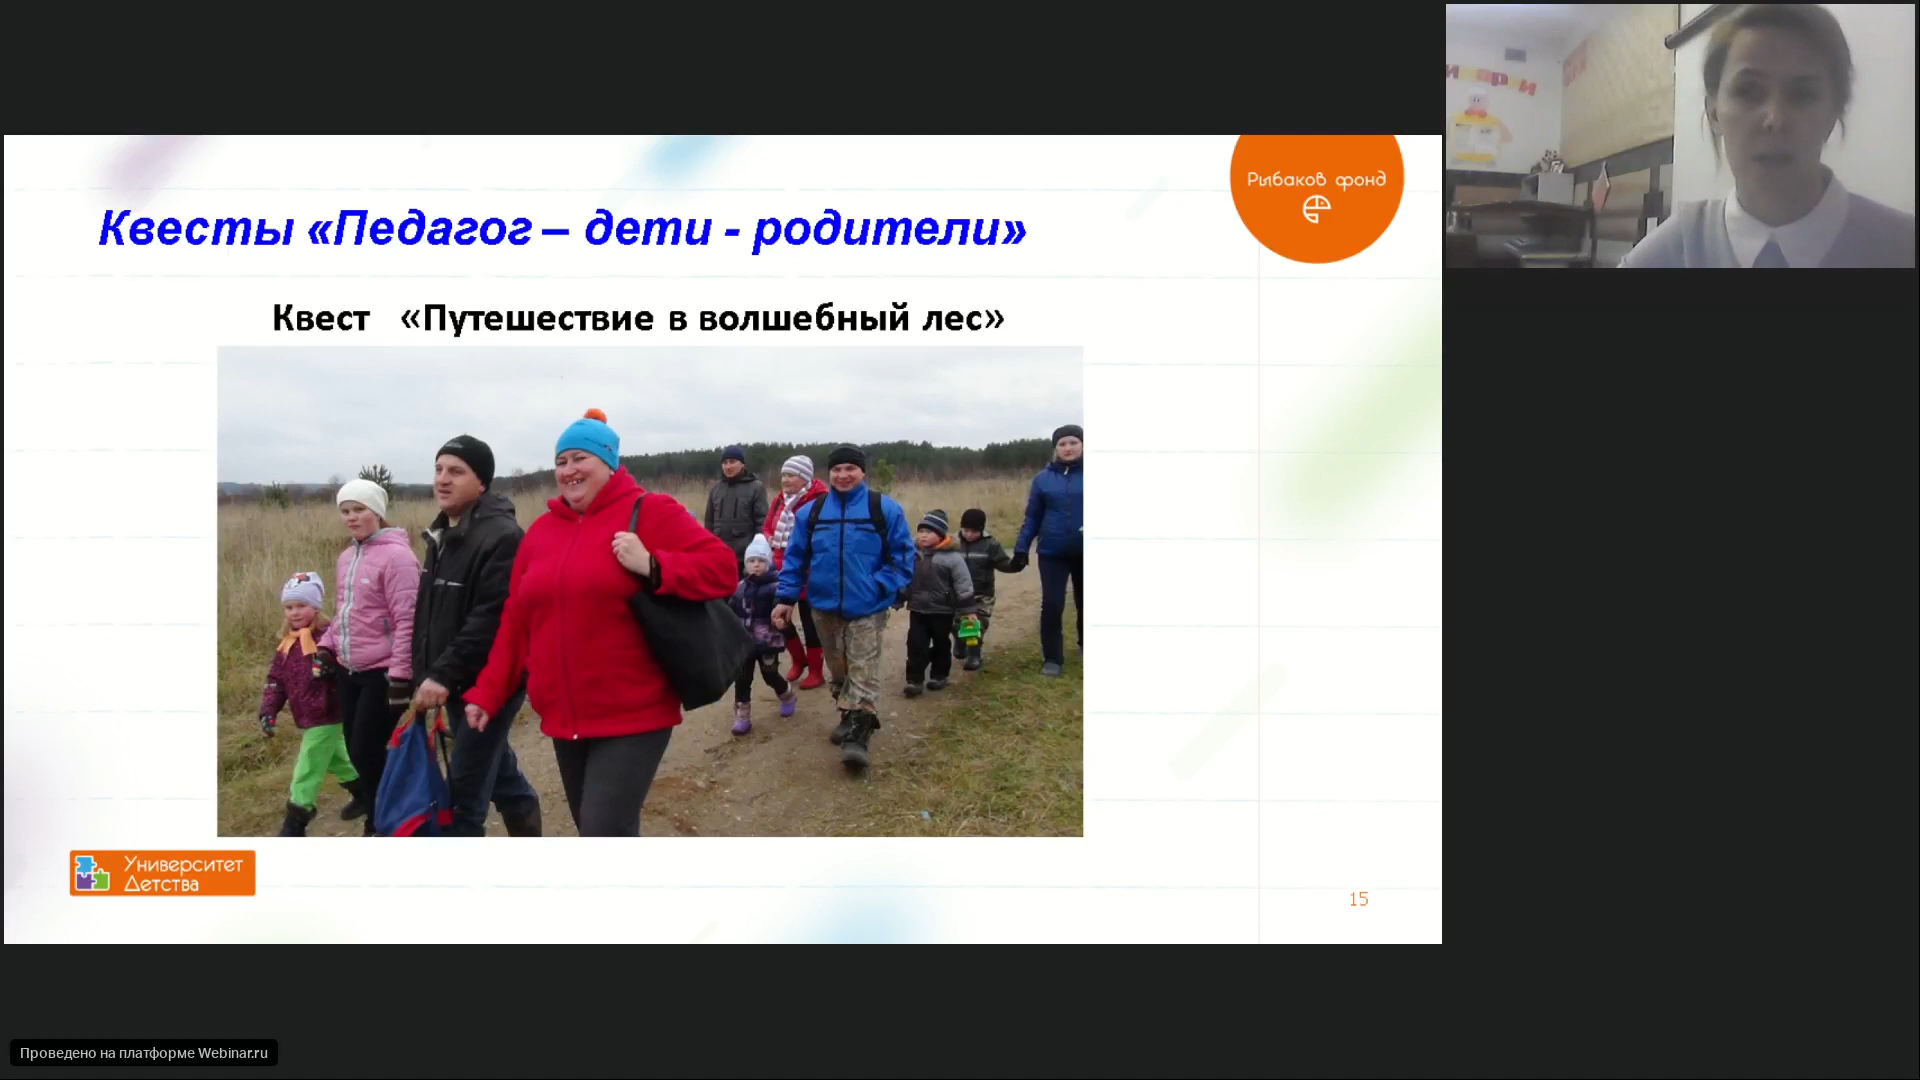 Рыбаков фонд
Квесты «Педагог – дети - родители»
Квест «Путешествие в волшебный лес»
Университет
Детства
15
Проведено на платформе Webinar.ru